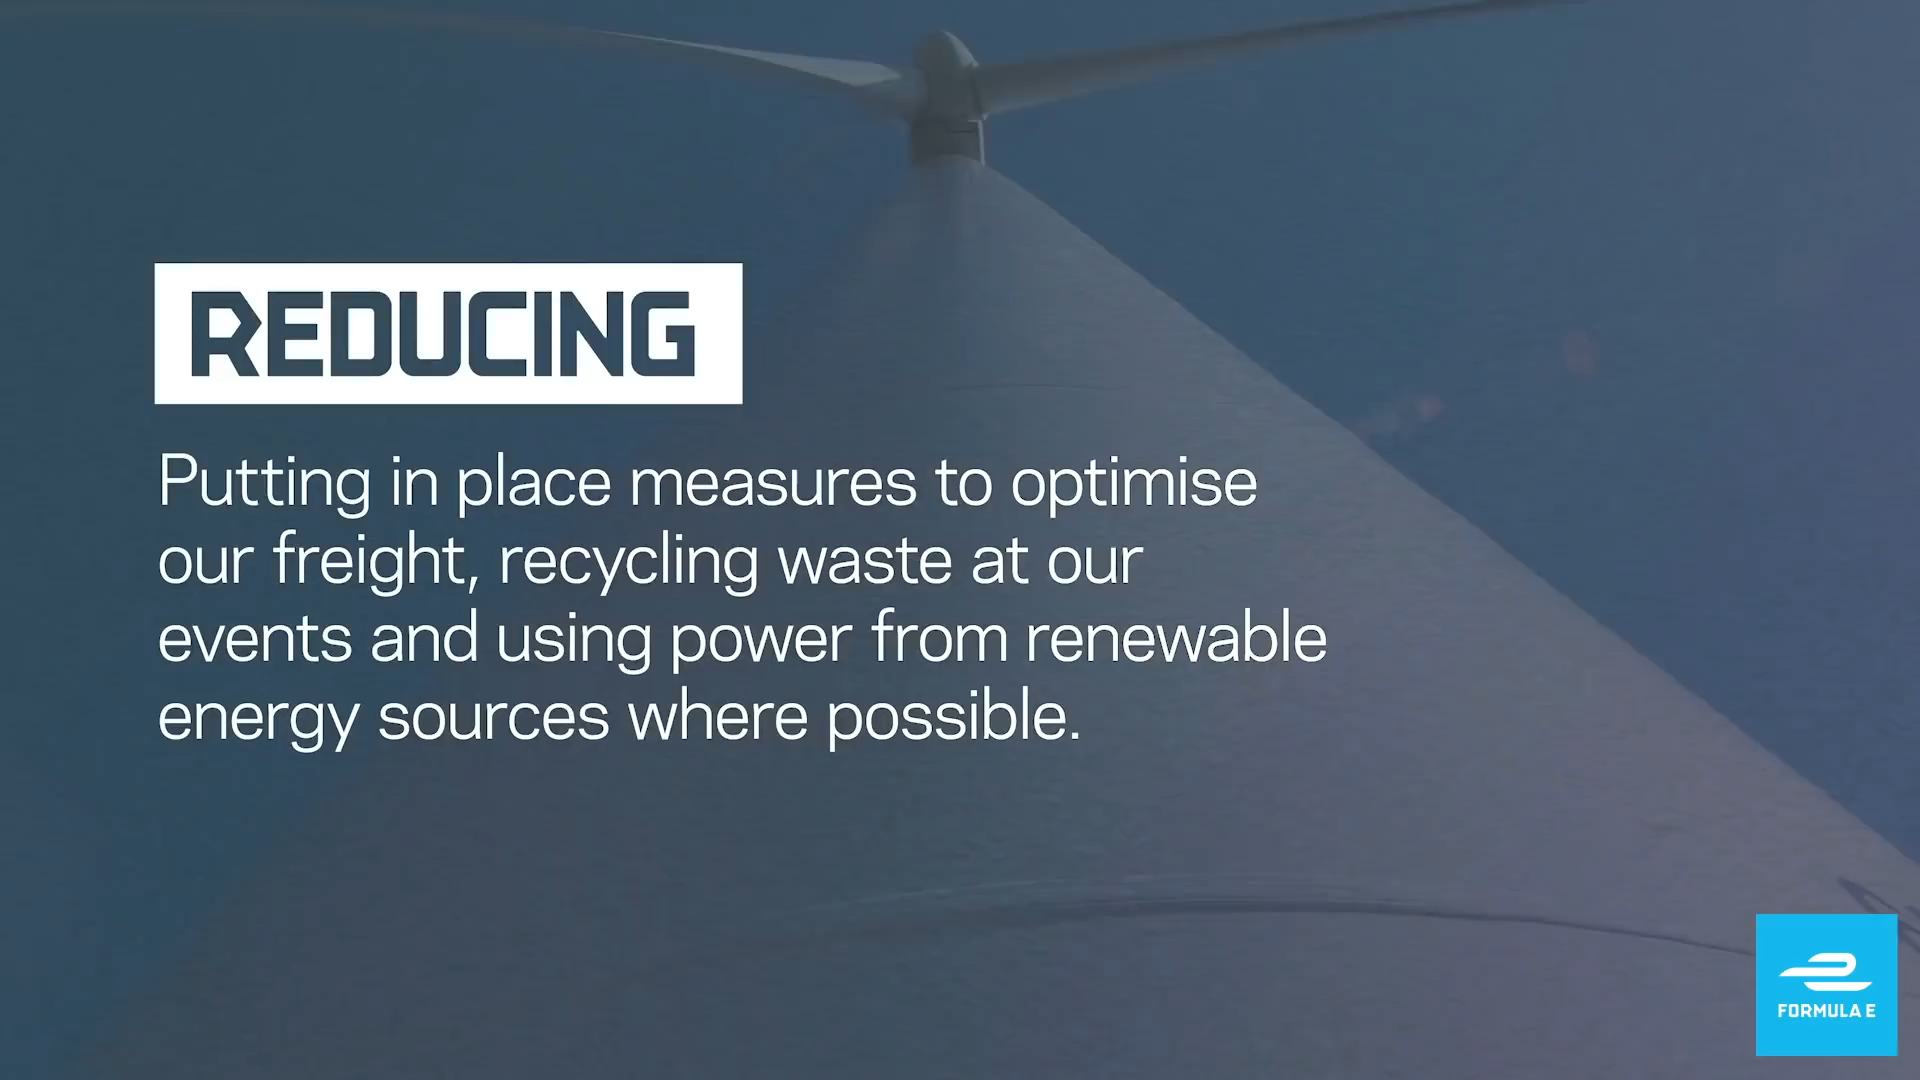 REDUCING
Putting in place measures to optimise
our freight, recycling waste at our
events and using power from renewable
energy sources where possible.
FORMULA E